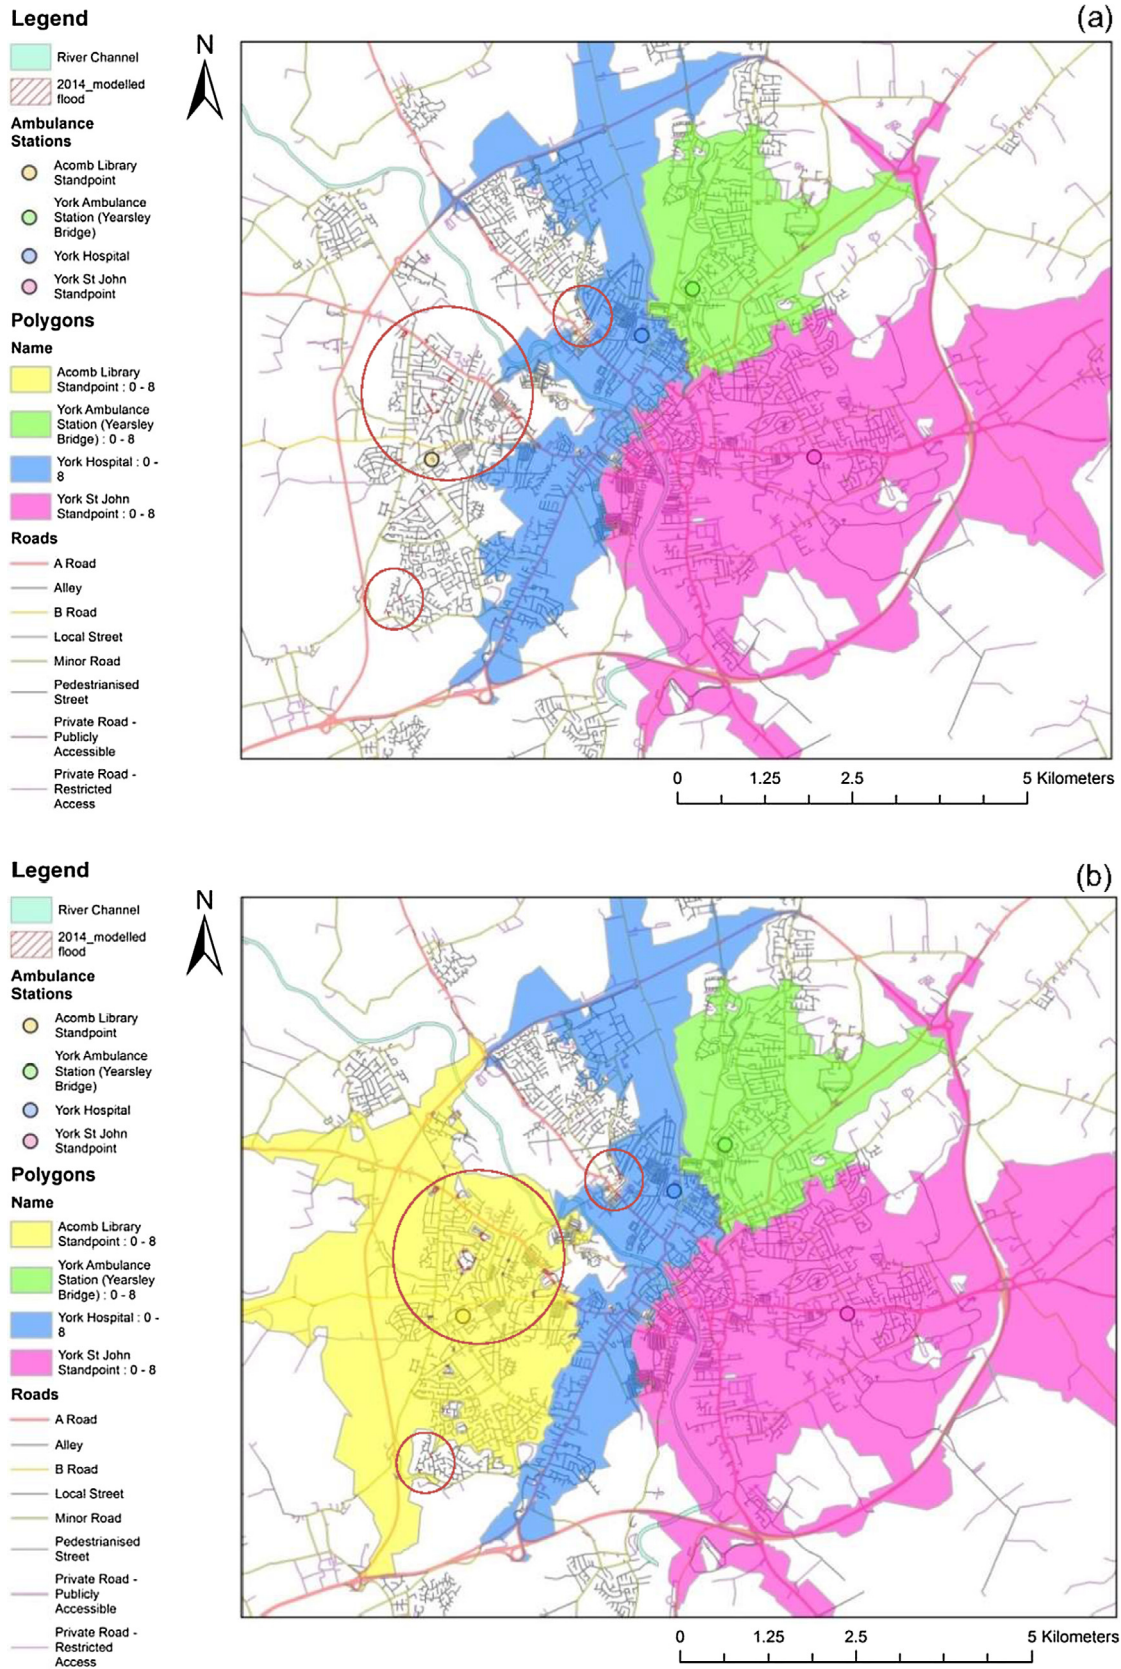 Legend
River Channel
2014_modelled
flood
Ambulance
Stations
Acomb Library
Standpoint
York Ambulance
Station (Yearsley
Bridge)
York Hospital
York St John
Standpoint
Polygons
Name
Acomb Library
Standpoint : 0 - 8
York Ambulance
Station (Yearsley
Bridge) : 0 - 8
York Hospital : 0 -
8
York St John
Standpoint : 0 - 8
Roads
A Road
Alley
B Road
Local Street
Minor Road
Pedestrianised
Street
Private Road -
Publicly
Accessible
Private Road -
Restricted
Access
N
(a)
0 1.25 2.5 5 Kilometers
Legend
River Channel
2014_modelled
flood
Ambulance
Stations
Acomb Library
Standpoint
York Ambulance
Station (Yearsley
Bridge)
York Hospital
York St John
Standpoint
Polygons
Name
Acomb Library
Standpoint : 0 - 8
York Ambulance
Station (Yearsley
Bridge) : 0 - 8
York Hospital : 0 -
8
York St John
Standpoint : 0 - 8
Roads
A Road
Alley
B Road
Local Street
Minor Road
Pedestrianised
Street
Private Road -
Publicly
Accessible
Private Road -
Restricted
Access
N
(b)
0 1.25 2.5 5 Kilometers